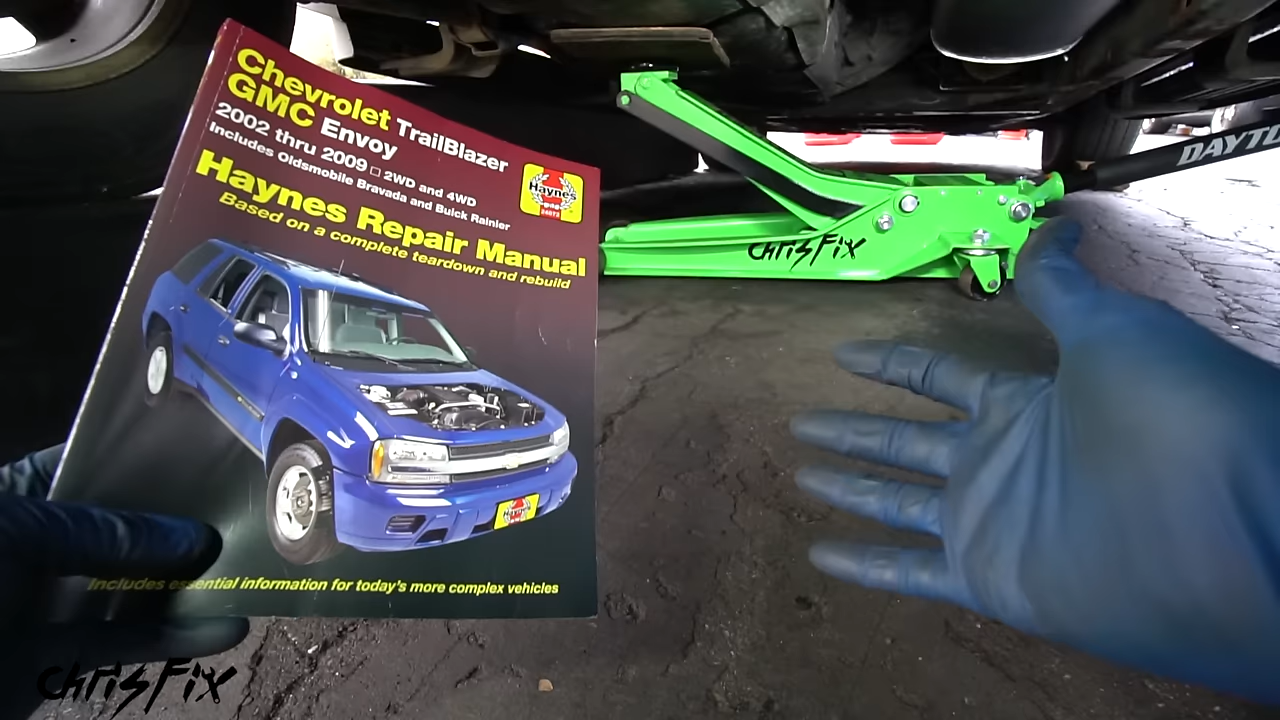 Chevrolet TrailBlazer
GMC Envoy
2002 thru 2009 □ 2WD and 4WD
Includes Oldsmobile Bravada and Buick Rainier
Haynes
24072
Haynes Repair Manual
Based on a complete teardown and rebuild
Haynes
Includes essential information for today's more complex vehicles
CHRISFIX
DAYTO
CHRISFIX